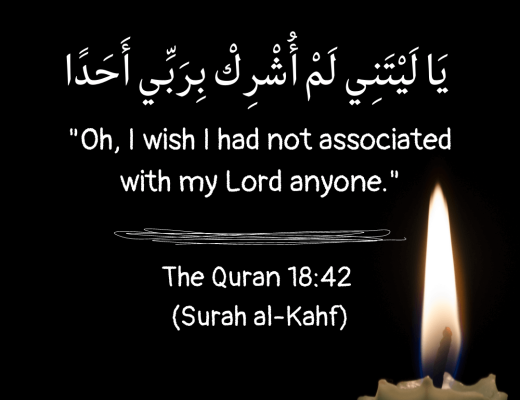 يَا لَيْتَنِي لَمْ أُشْرِكْ بِرَبِّي أَحَدًا
"Oh, I wish I had not associated
with my Lord anyone."
The Quran 18:42
(Surah al-Kahf)